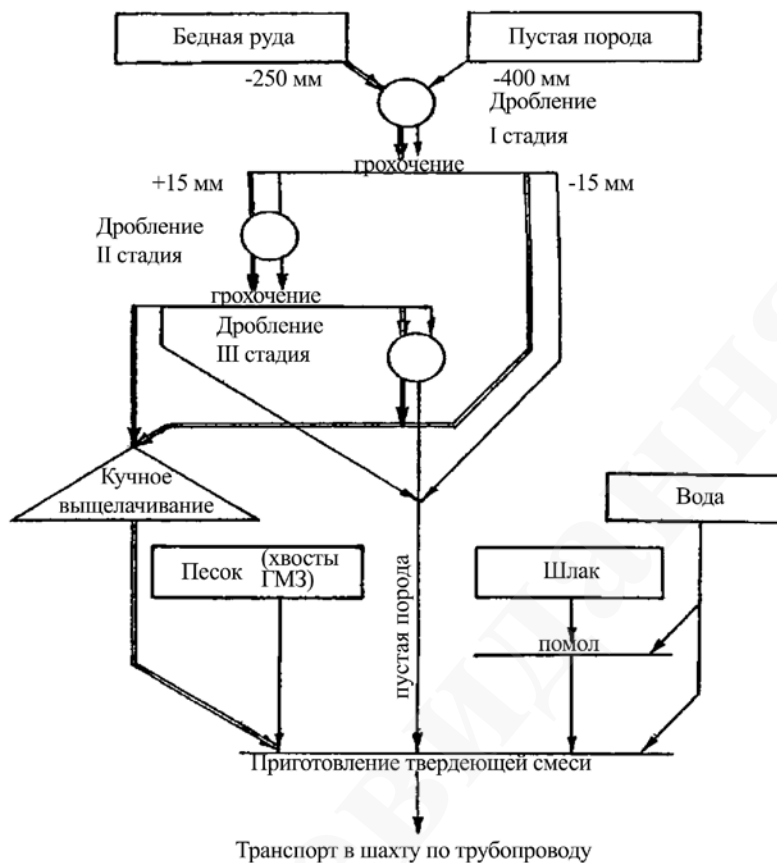 Бедная руда
Пустая порода
-250 мм
-400 мм
Дробление
I стадия
грохочение
+15 мм
-15 мм
Дробление
II стадия
грохочение
Дробление
III стадия
Кучное
выщелачивание
Вода
Песок (хвосты
ГМЗ)
Шлак
пустая порода
помол
Приготовление твердеющей смеси
Транспорт в шахту по трубопроводу